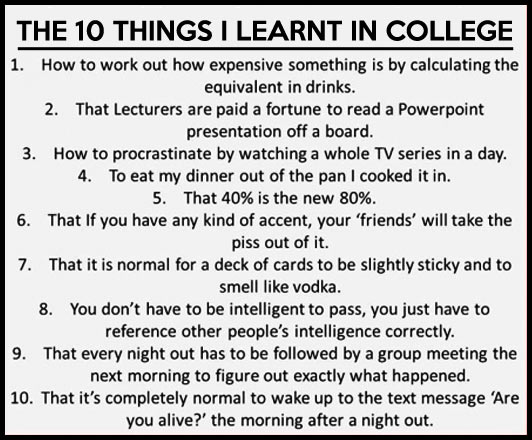 THE 10 THINGS I LEARNT IN COLLEGE
1. How to work out how expensive something is by calculating the
equivalent in drinks.
2. That Lecturers are paid a fortune to read a Powerpoint
presentation off a board.
3. How to procrastinate by watching a whole TV series in a day.
4. To eat my dinner out of the pan I cooked it in.
5. That 40% is the new 80%.
6. That If you have any kind of accent, your ‘friends’ will take the
piss out of it.
7. That it is normal for a deck of cards to be slightly sticky and to
smell like vodka.
8. You don’t have to be intelligent to pass, you just have to
reference other people’s intelligence correctly.
9. That every night out has to be followed by a group meeting the
next morning to figure out exactly what happened.
10. That it’s completely normal to wake up to the text message ‘Are
you alive?’ the morning after a night out.